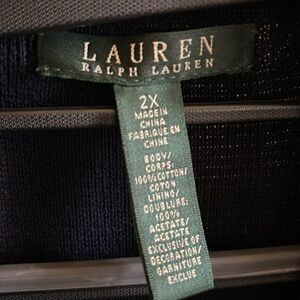 LAUREN
RALPH LAUREN
2X
MADE IN
CHINA
FABRIQUE EN
CHINE
BODY/
CORPS:
100%COTTON/
COTON
LINING/
DOUBLURE:
100%
ACETATE/
ACETATE
EXCLUSIVE OF
DECORATION/
GARNITURE
EXCLUE